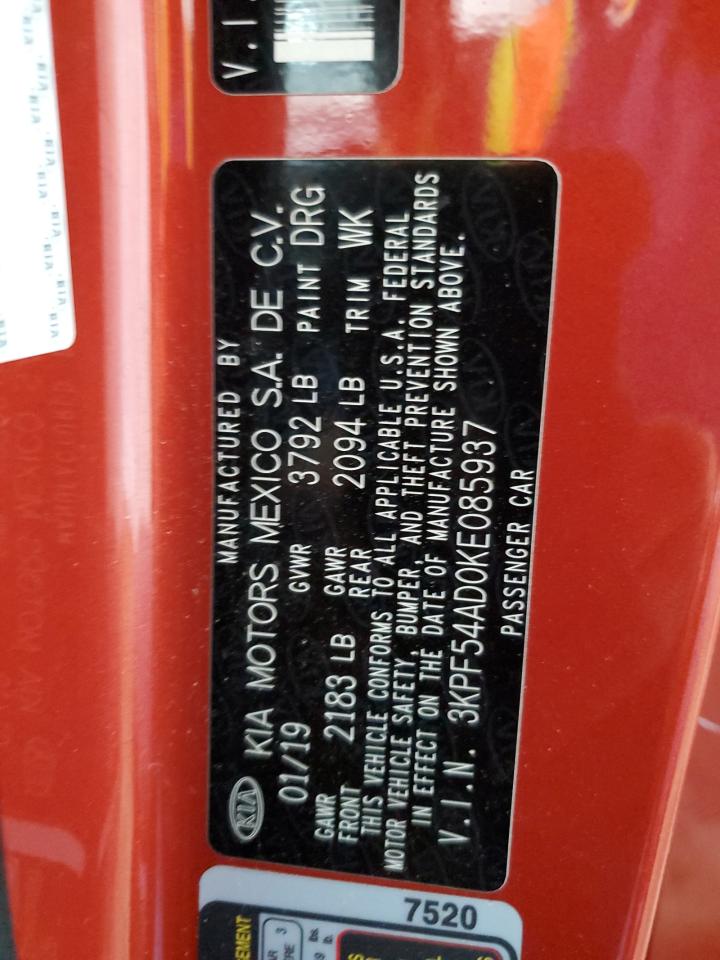 V.I
MANUFACTURED BY
KIA KIA MOTORS MEXICO S.A. DE C.V.
01/19 GVWR 3792 LB PAINT DRG
GAWR FRONT 2183 LB GAWR REAR 2094 LB TRIM WK
THIS VEHICLE CONFORMS TO ALL APPLICABLE U.S.A. FEDERAL
MOTOR VEHICLE SAFETY, BUMPER, AND THEFT PREVENTION STANDARDS
IN EFFECT ON THE DATE OF MANUFACTURE SHOWN ABOVE.
V.I.N. 3KPF54AD0KE085937
PASSENGER CAR
7520